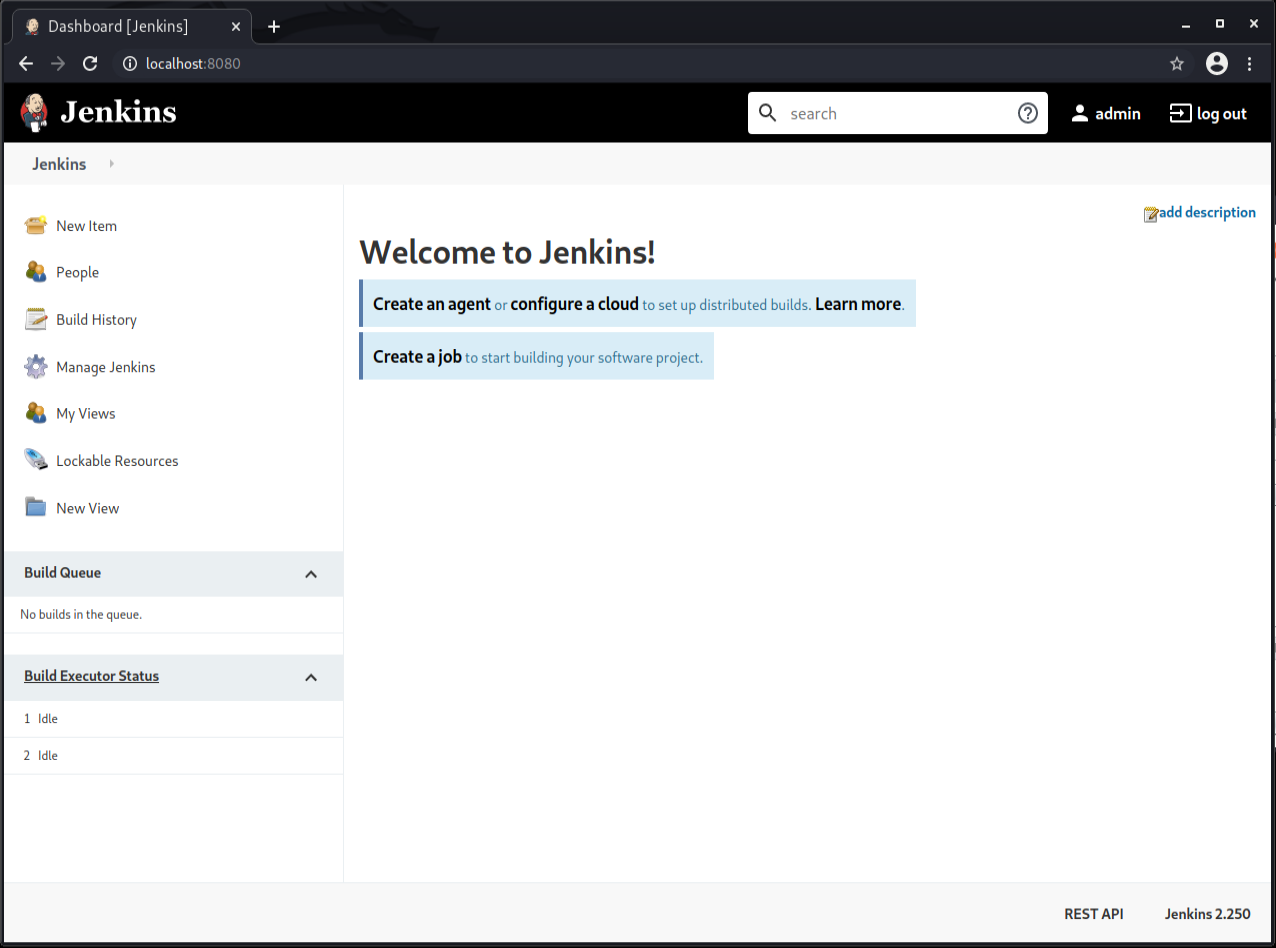 Dashboard [Jenkins]
localhost:8080
Jenkins
search
admin
log out
Jenkins
New Item
People
Build History
Manage Jenkins
My Views
Lockable Resources
New View
Build Queue
No builds in the queue.
Build Executor Status
1 Idle
2 Idle
add description
Welcome to Jenkins!
Create an agent or configure a cloud to set up distributed builds. Learn more.
Create a job to start building your software project.
REST API
Jenkins 2.250